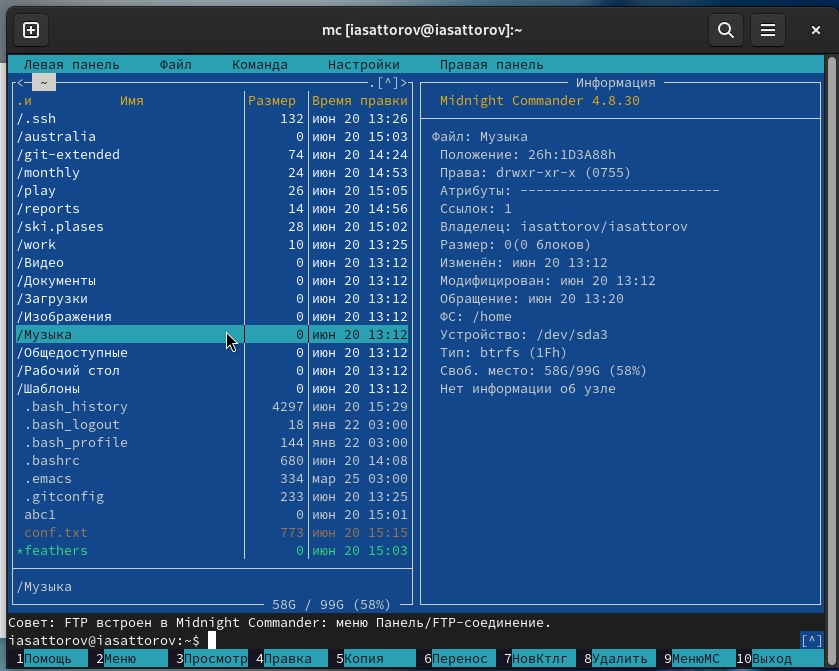 mc [iasattorov@iasattorov]:~
Левая панель Файл Команда Настройки Правая панель
<- ~ .[^]>
.и Имя Размер Время правки
/.ssh 132 июн 20 13:26
/australia 0 июн 20 15:03
/git-extended 74 июн 20 14:24
/monthly 24 июн 20 14:53
/play 26 июн 20 15:05
/reports 14 июн 20 14:56
/ski.plases 28 июн 20 15:02
/work 10 июн 20 13:25
/Видео 0 июн 20 13:12
/Документы 0 июн 20 13:12
/Загрузки 0 июн 20 13:12
/Изображения 0 июн 20 13:12
/Музыка 0 июн 20 13:12
/Общедоступные 0 июн 20 13:12
/Рабочий стол 0 июн 20 13:12
/Шаблоны 0 июн 20 13:12
.bash_history 4297 июн 20 15:29
.bash_logout 18 янв 22 03:00
.bash_profile 144 янв 22 03:00
.bashrc 680 июн 20 14:08
.emacs 334 мар 25 03:00
.gitconfig 233 июн 20 13:25
abc1 0 июн 20 15:01
conf.txt 773 июн 20 15:15
*feathers 0 июн 20 15:03
/Музыка
58G / 99G (58%)
Информация
Midnight Commander 4.8.30
Файл: Музыка
Положение: 26h:1D3A88h
Права: drwxr-xr-x (0755)
Атрибуты: -------------------------
Ссылок: 1
Владелец: iasattorov/iasattorov
Размер: 0(0 блоков)
Изменён: июн 20 13:12
Модифицирован: июн 20 13:12
Обращение: июн 20 13:20
ФС: /home
Устройство: /dev/sda3
Тип: btrfs (1Fh)
Своб. место: 58G/99G (58%)
Нет информации об узле
Совет: FTP встроен в Midnight Commander: меню Панель/FTP-соединение.
iasattorov@iasattorov:~$ [^]
1Помощь 2Меню 3Просмотр 4Правка 5Копия 6Перенос 7НовКтлг 8Удалить 9МенюМС 10Выход